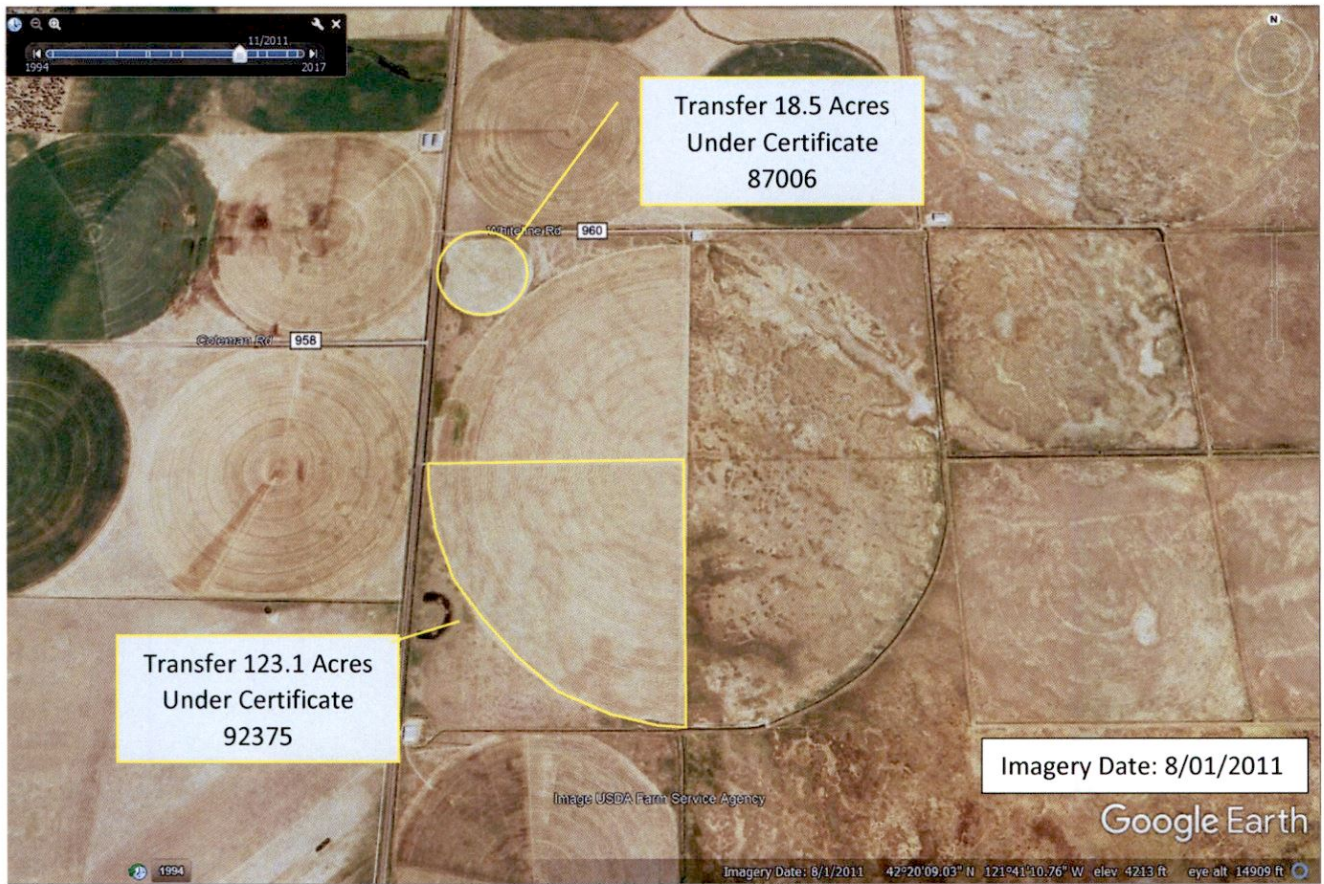 11/2011
1994
2017
N
Transfer 18.5 Acres
Under Certificate
87006
Whiteline Rd 960
Coleman Rd 958
Transfer 123.1 Acres
Under Certificate
92375
Imagery Date: 8/01/2011
Image USDA Farm Service Agency
Google Earth
1994
Imagery Date: 8/1/2011 42°20'09.03" N 121°41'10.76" W elev 4213 ft eye alt 14909 ft